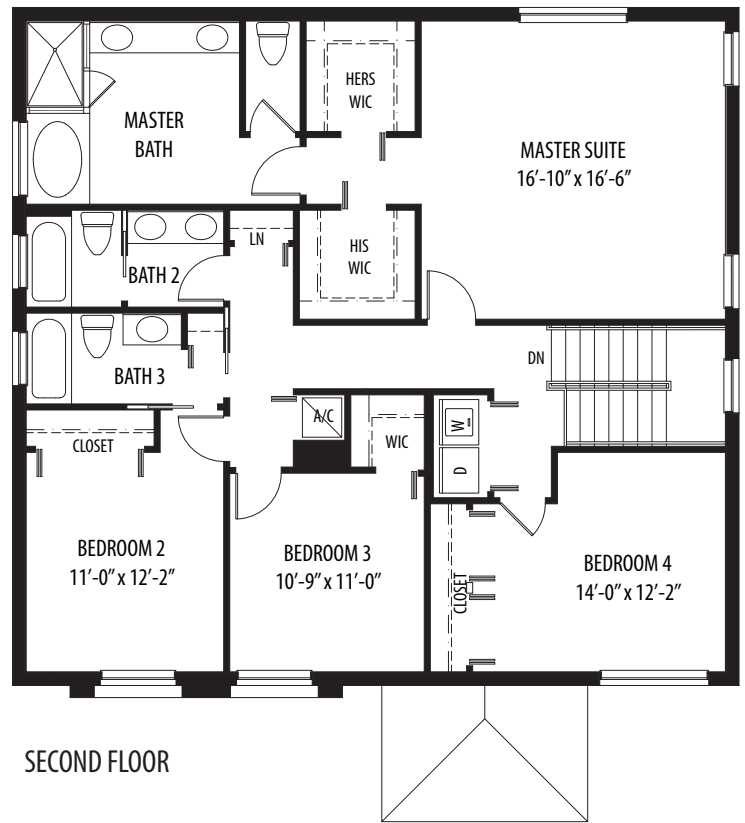 HERS
WIC
MASTER
BATH
MASTER SUITE
16’-10” x 16’-6”
LN
HIS
WIC
BATH 2
DN
BATH 3
A/C
W
WIC
CLOSET
D
BEDROOM 2
11’-0” x 12’-2”
BEDROOM 3
10’-9” x 11’-0”
CLOSET
BEDROOM 4
14’-0” x 12’-2”
SECOND FLOOR